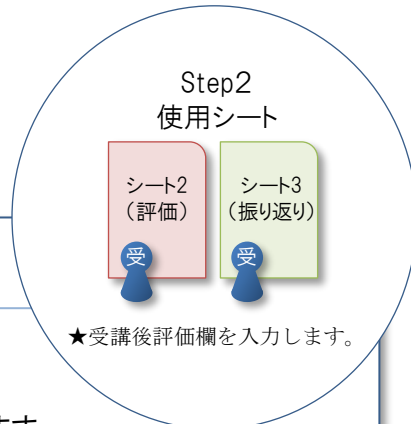 Step2
使用シート
シート2
（評価）
シート3
（振り返り）
受
受
★受講後評価欄を入力します。